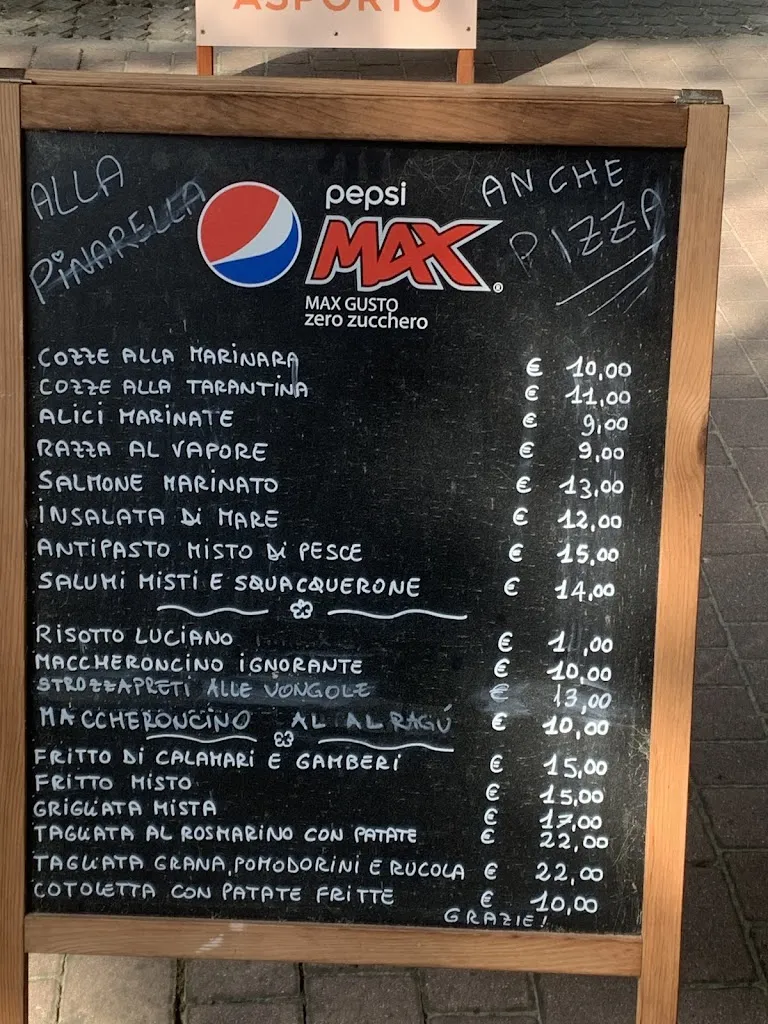 ASPORTO
ALLA PINARELLA
pepsi MAX®
MAX GUSTO
zero zucchero
ANCHE PIZZA
COZZE ALLA MARINARA € 10,00
COZZE ALLA TARANTINA € 11,00
ALICI MARINATE € 9,00
RAZZA AL VAPORE € 9,00
SALMONE MARINATO € 13,00
INSALATA Di MARE € 12,00
ANTIPASTO MISTO Di PESCE € 15,00
SALUMI MISTI E SQUACQUERONE € 14,00
RISOTTO LUCIANO € 1 ,00
MACCHERONCINO IGNORANTE € 10,00
STROZZAPRETI ALLE VONGOLE € 13,00
MACCHERONCINO AL AL RAGÚ € 10,00
FRITTO DI CALAMARI E GAMBERI € 15,00
FRITTO MISTO € 15,00
GRIGLIATA MISTA € 17,00
TAGLIATA AL ROSMARINO CON PATATE € 22,00
TAGLIATA GRANA, POMODORINI E RUCOLA € 22,00
COTOLETTA CON PATATE FRITTE € 10,00
GRAZIE!